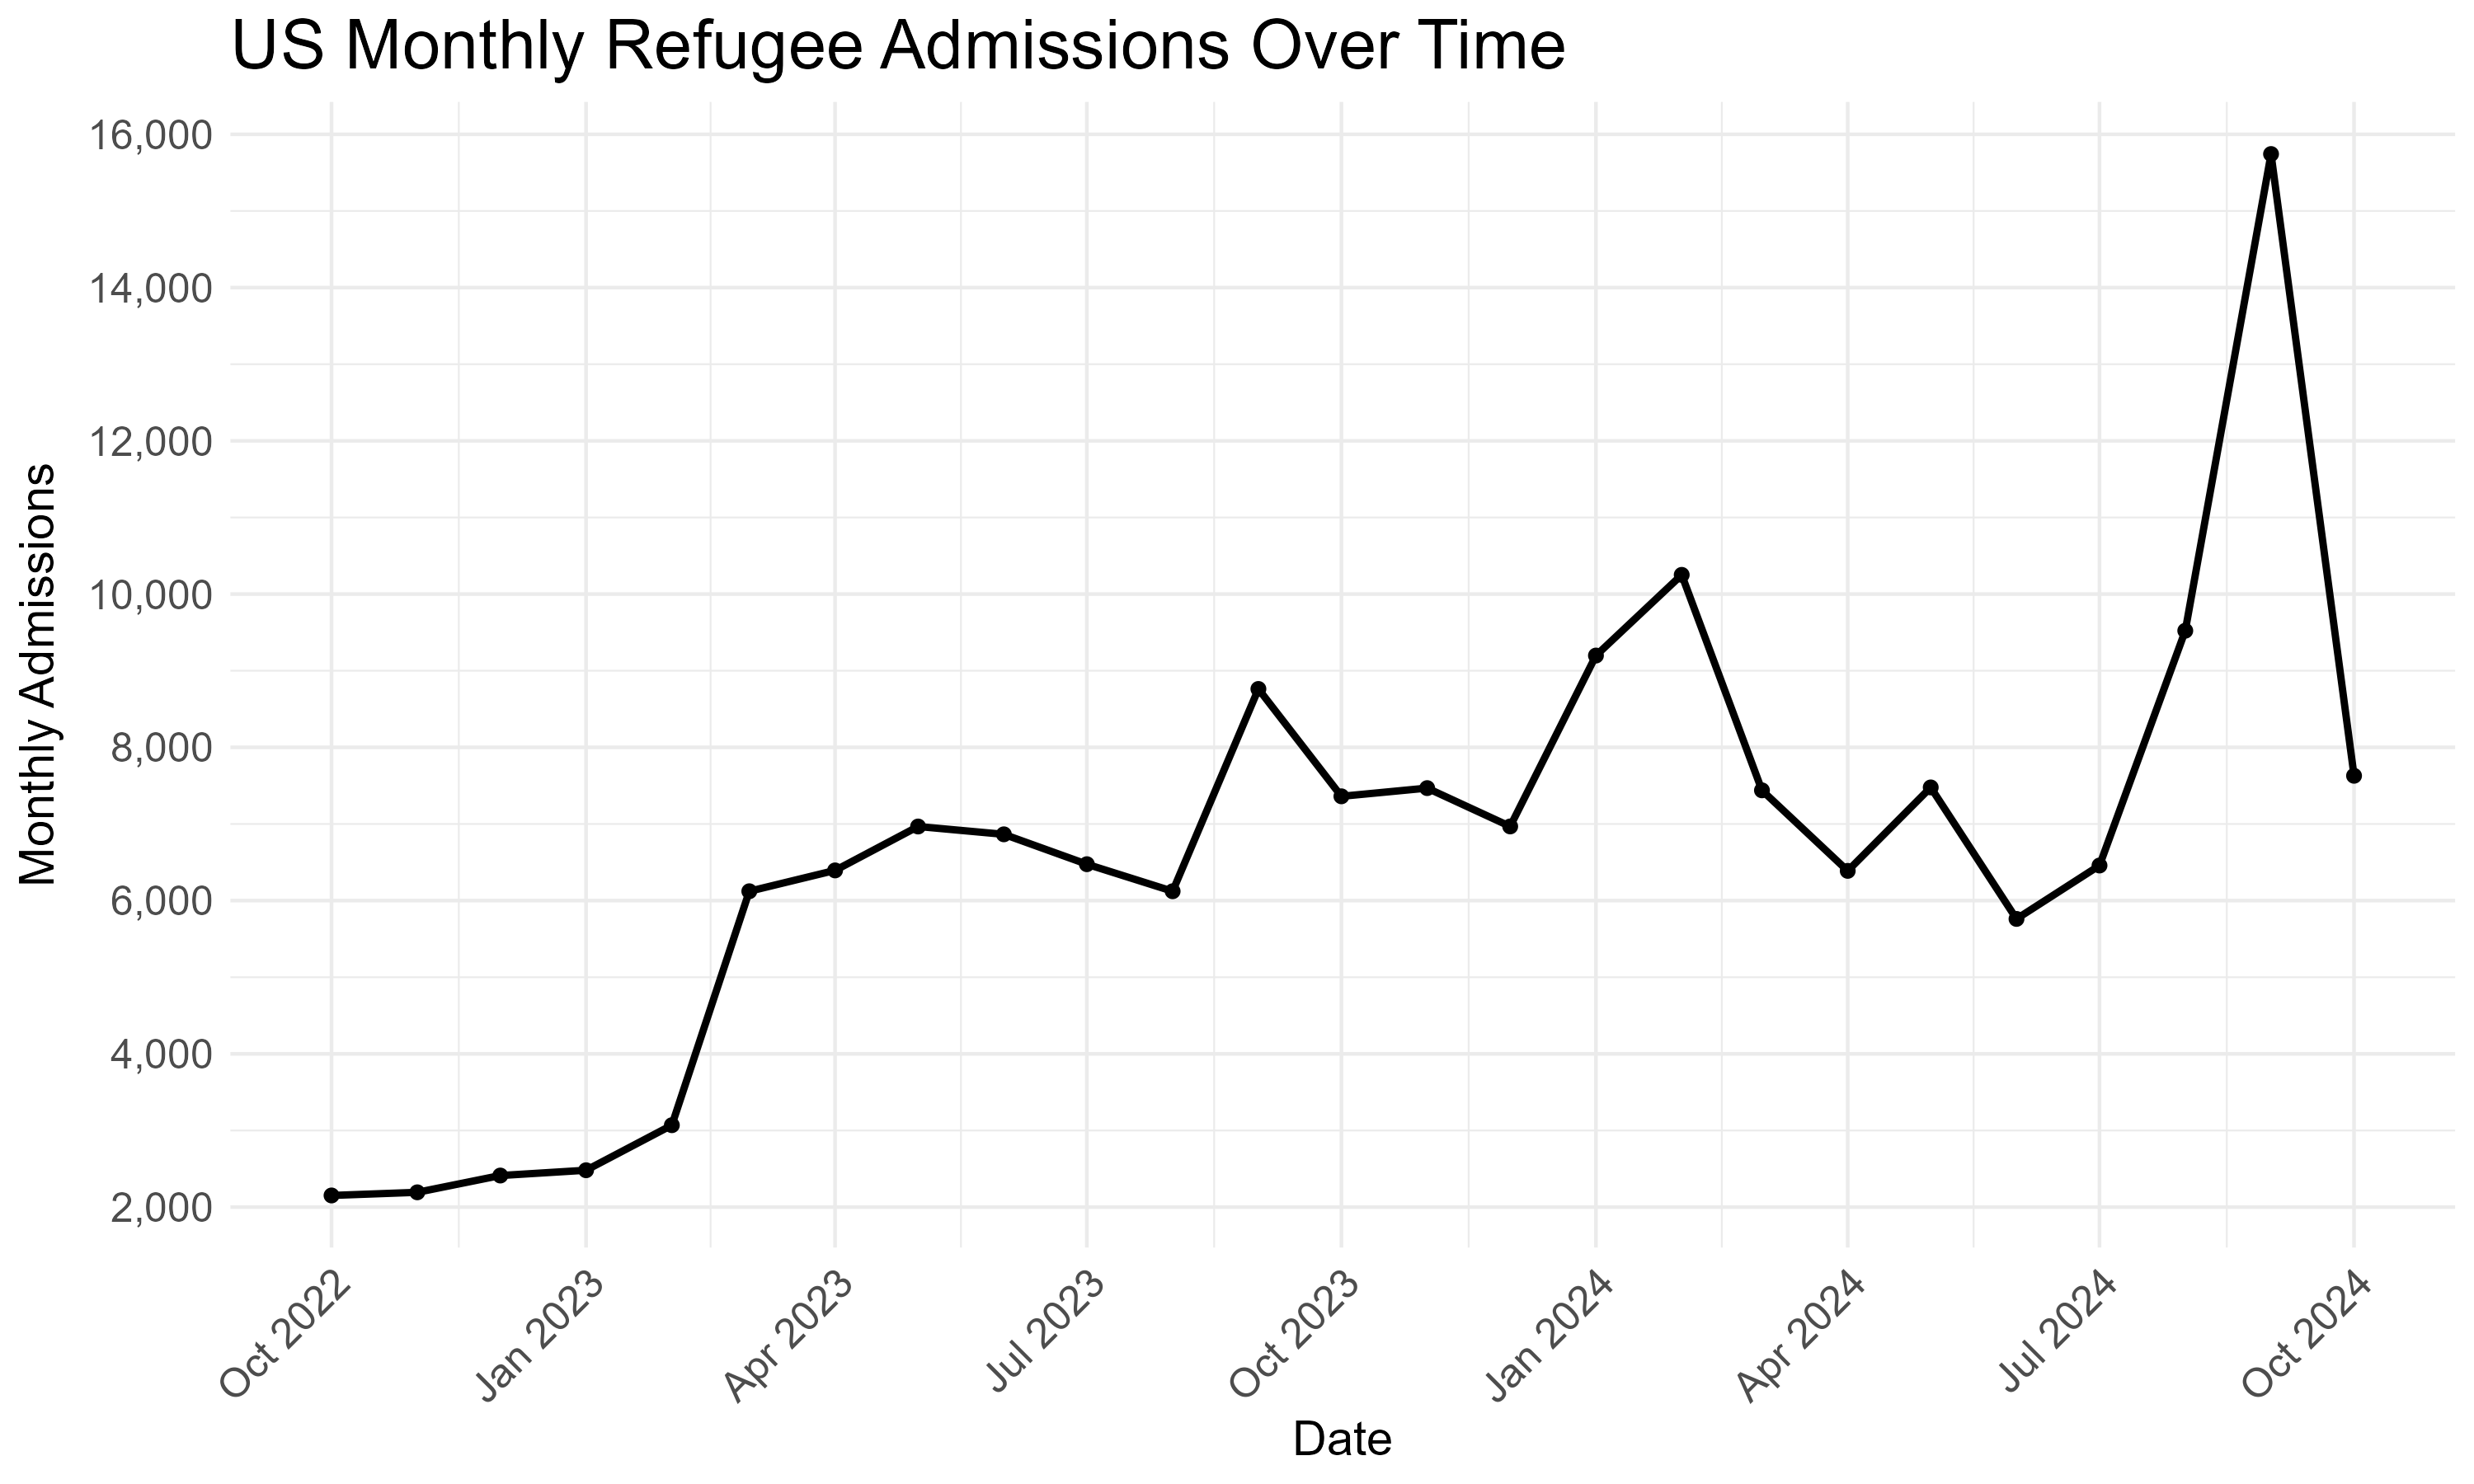 US Monthly Refugee Admissions Over Time
16,000
14,000
12,000
10,000
8,000
6,000
4,000
2,000
Monthly Admissions
Oct 2022
Jan 2023
Apr 2023
Jul 2023
Oct 2023
Jan 2024
Apr 2024
Jul 2024
Oct 2024
Date